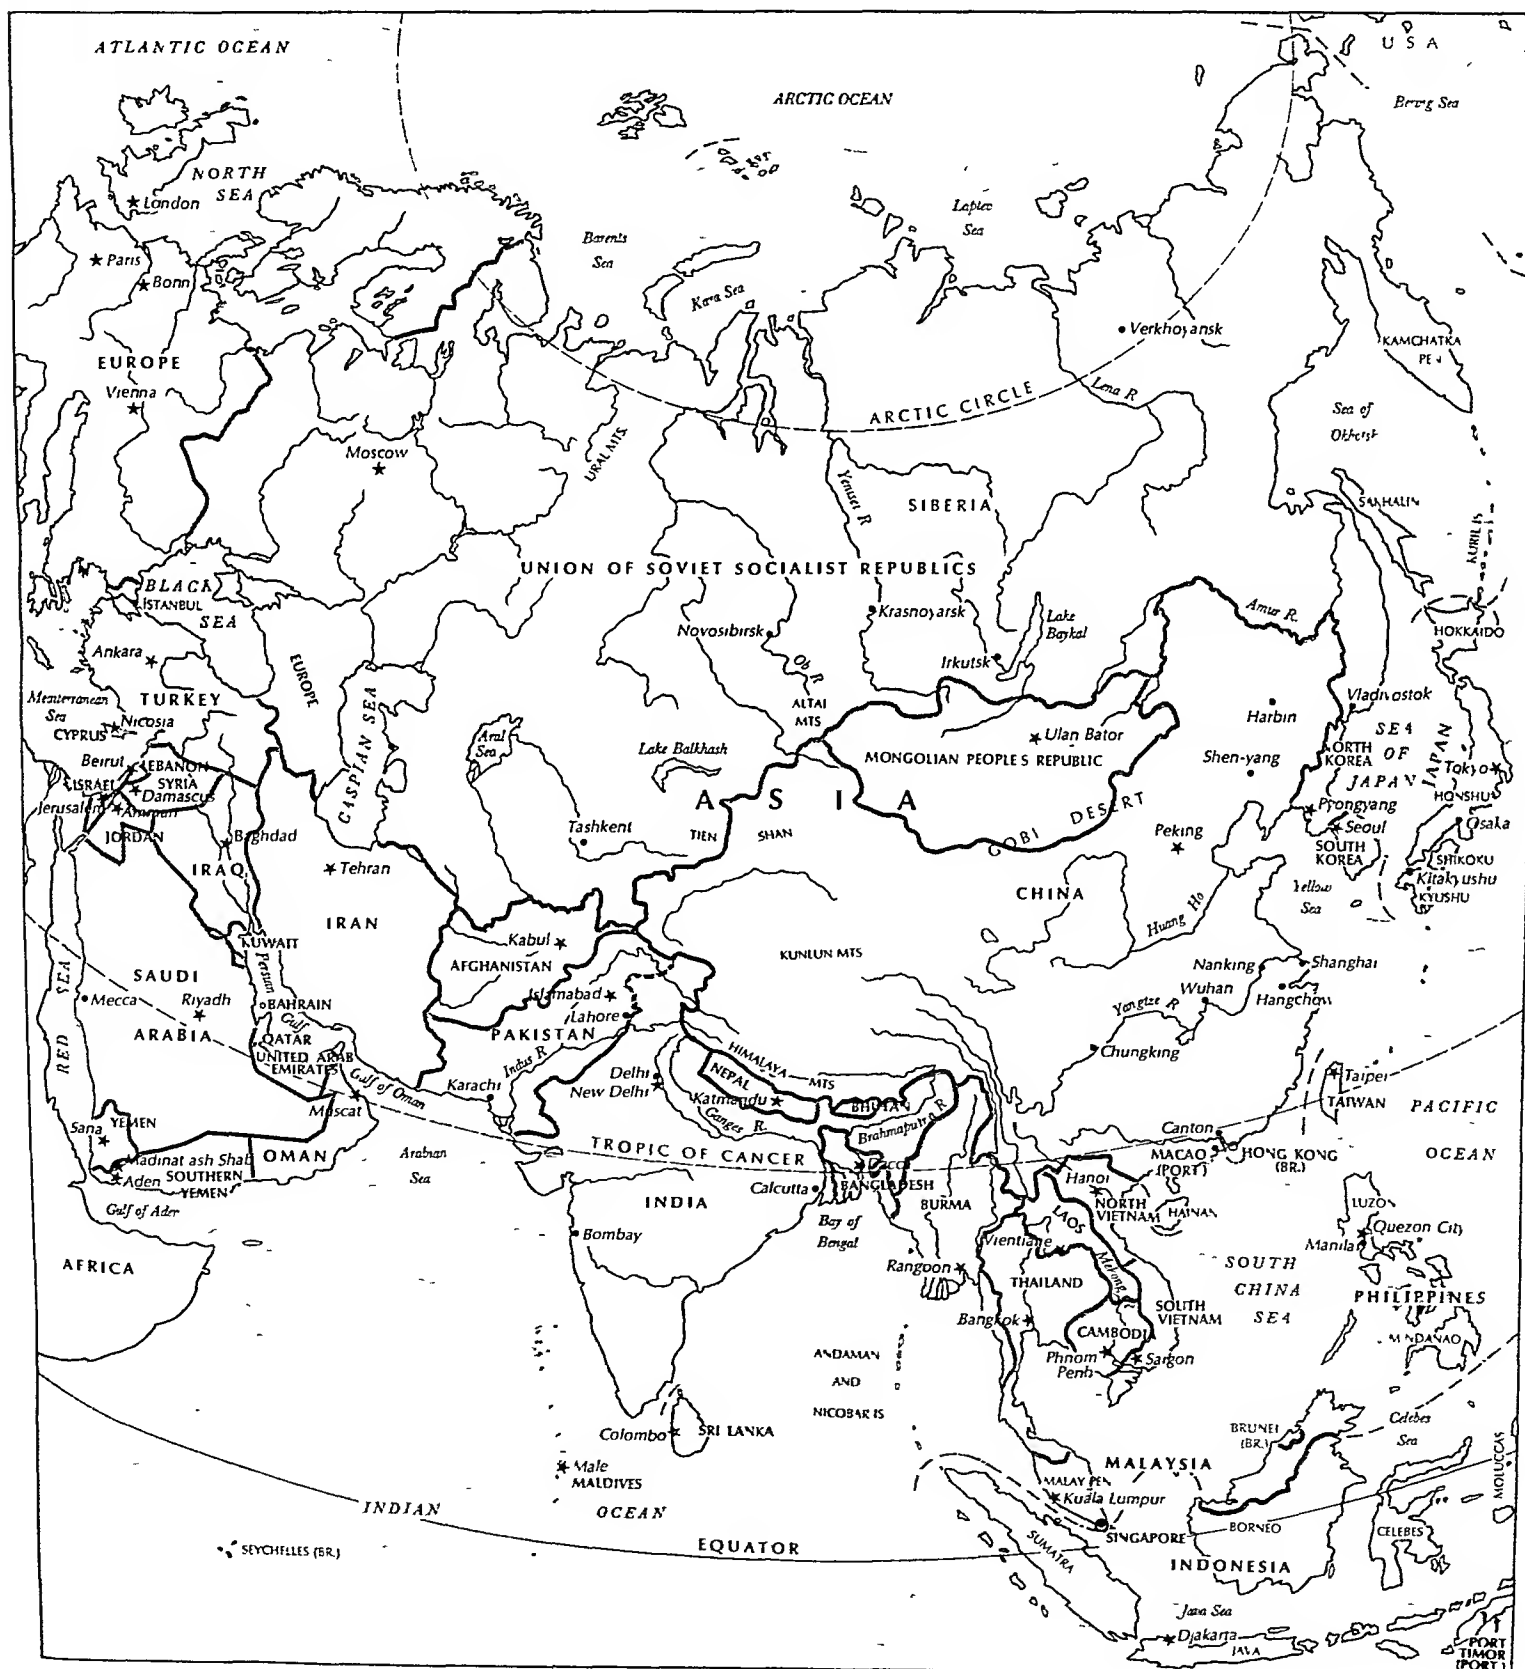 ATLANTIC OCEAN
USA
ARCTIC OCEAN
Sea
NORTH
SEA
London
Laptev
Sea
Barents
Sea
Paris
Bonn
Kara Sea
Verkhoyansk
KAMCHATKA
EUROPE
Vienna
ARCTIC CIRCLE
Lena R
Sea of
Moscow
URAL MTS.
Yenisei R
SIBERIA
SAKHALIN
KURIL IS
UNION OF SOVIET SOCIALIST REPUBLICS
BLACK
ISTANBUL
SEA
Krasnoyarsk
Lake
Baykal
Amur R.
Novosibirsk
HOKKAIDO
Ankara
EUROPE
Irkutsk
Ob R
TURKEY
CASPIAN SEA
ALTAI
MTS
Vladivostok
Sea
Nicosia
CYPRUS
Harbin
SEA
OF
JAPAN
JAPAN
Aral
Sea
Lake Balkhash
Ulan Bator
MONGOLIAN PEOPLES REPUBLIC
Shen-yang
ORTH
KOREA
Beirut
LEBANON
SYRIA
ISRAEL
Damascus
Tokyo
HONSHU
Jerusalem
Amman
ASIA
GOBI DESERT
Pyongyang
JORDAN
Baghdad
Tashkent
TIEN SHAN
Peking
Seoul
SOUTH
KOREA
Osaka
IRAQ
Tehran
SHIKOKU
Kitakyushu
KYUSHU
CHINA
Yellow
Sea
IRAN
Huang Ho
KUWAIT
Kabul
AFGHANISTAN
KUNLUN MTS
SAUDI
Persian
Gulf
Nanking
Shanghai
RED SEA
Mecca
Riyadh
BAHRAIN
Islamabad
Lahore
Wuhan
Hangchow
Yangtze R
ARABIA
QATAR
UNITED ARAB
EMIRATES
PAKISTAN
Chungking
HIMALAYA MTS
Indus R
Delhi
New Delhi
NEPAL
Katmandu
Gulf of Oman
Karachi
Taipei
TAIWAN
PACIFIC
OCEAN
Muscat
BHUTAN
Ganges R.
Brahmaputra R
Sana
YEMEN
Canton
TROPIC OF CANCER
MACAO
(PORT)
HONG KONG
(BR.)
OMAN
Arabian
Sea
Madinat ash Shab
Aden
SOUTHERN
YEMEN
Dacca
BANGLADESH
Calcutta
INDIA
BURMA
Hanoi
NORTH
VIETNAM
HAINAN
LUZON
LAOS
Bay of
Bengal
Quezon City
Manila
Bombay
Vientiane
AFRICA
Rangoon
SOUTH
CHINA
SEA
THAILAND
Mekong
PHILIPPINES
Bangkok
SOUTH
VIETNAM
CAMBODI
ANDAMAN
AND
NICOBAR IS
Phnom
Penh
Saigon
BRUNEI
(BR.)
Celebes
Sea
Colombo
SRI LANKA
MALAYSIA
MOLUCCAS
Male
MALDIVES
MALAY PEN
Kuala Lumpur
INDIAN
OCEAN
EQUATOR
SINGAPORE
BORNEO
CELEBES
SEYCHELLES (BR.)
SUMATRA
INDONESIA
Java Sea
Djakarta
JAVA
PORT
TIMOR
(PORT)